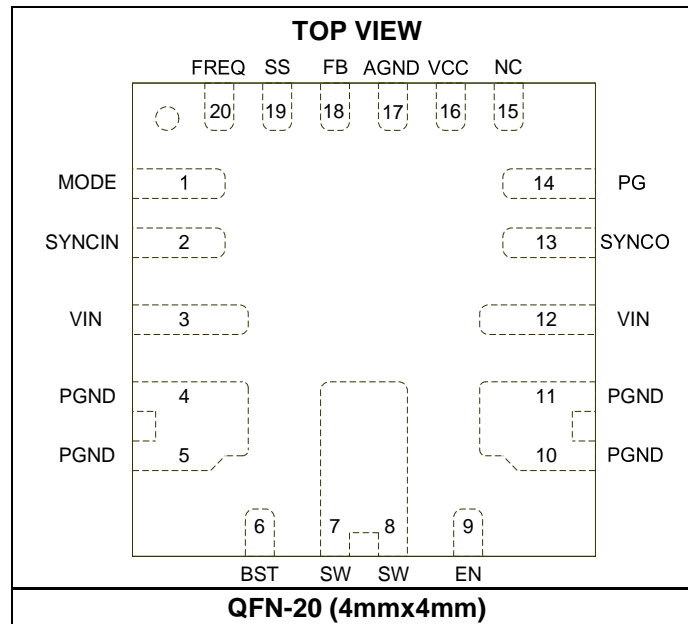 TOP VIEW
FREQ SS FB AGND VCC NC
20 19 18 17 16 15
MODE 1 14 PG
SYNCIN 2 13 SYNCO
VIN 3 12 VIN
PGND 4 11 PGND
PGND 5 10 PGND
6 7 8 9
BST SW SW EN
QFN-20 (4mmx4mm)